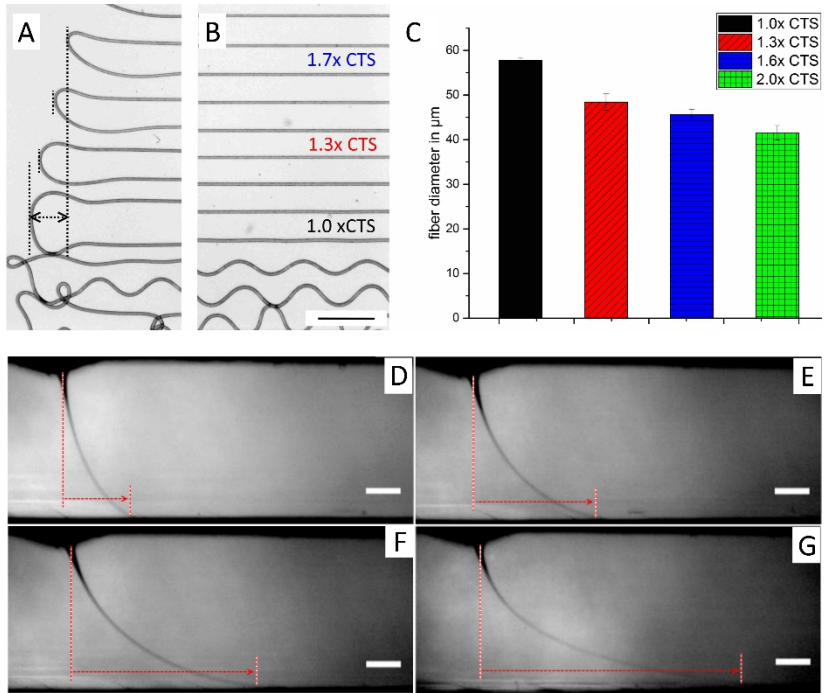 A
B
1.7x CTS
1.3x CTS
1.0 xCTS
C
1.0x CTS
1.3x CTS
1.6x CTS
2.0x CTS
fiber diameter in µm
60
50
40
30
20
10
0
D
E
F
G